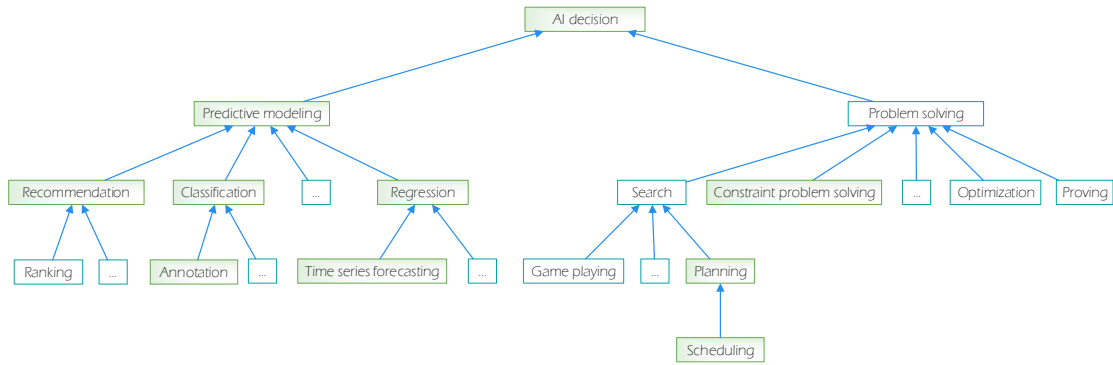 AI decision
Predictive modeling
Problem solving
Recommendation
Classification
...
Regression
Search
Constraint problem solving
...
Optimization
Proving
Ranking
...
Annotation
...
Time series forecasting
...
Game playing
...
Planning
Scheduling